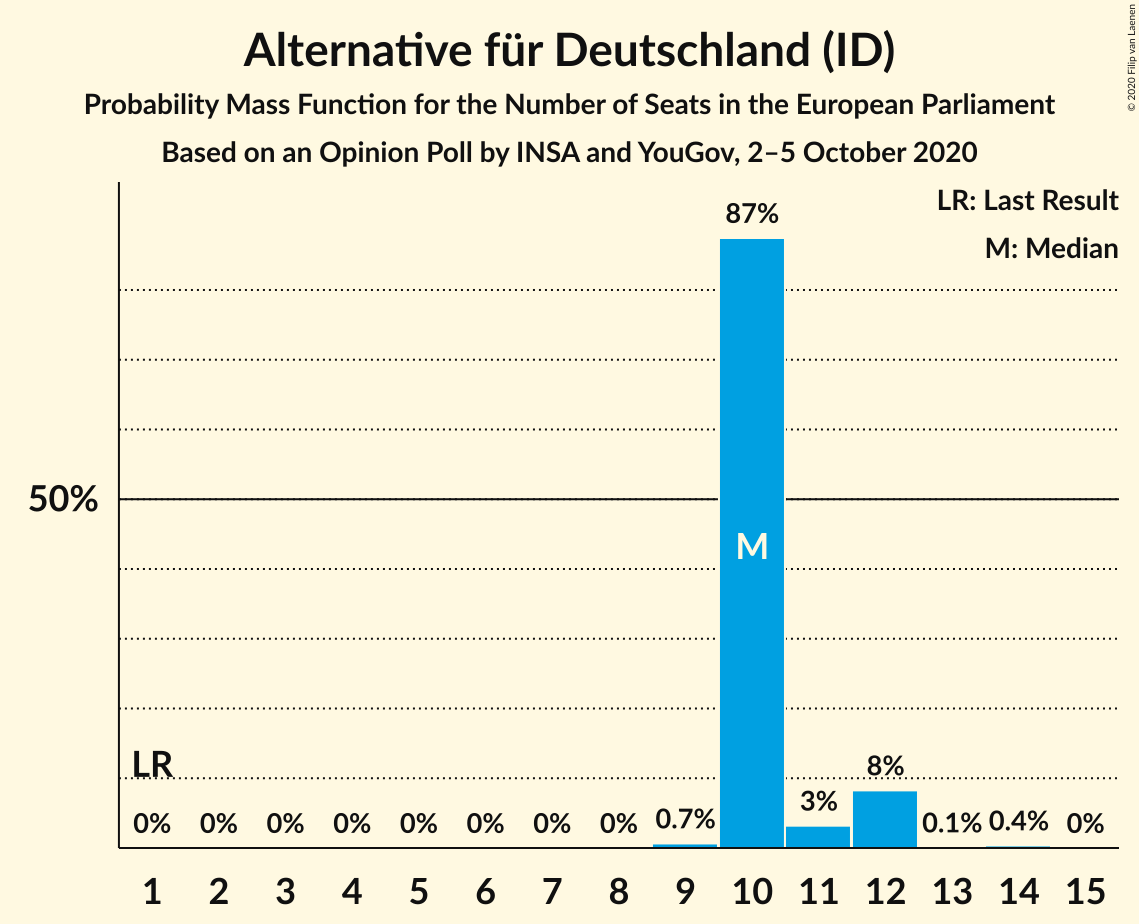 Alternative für Deutschland (ID)
Probability Mass Function for the Number of Seats in the European Parliament
Based on an Opinion Poll by INSA and YouGov, 2–5 October 2020
© 2020 Filip van Laenen
LR: Last Result
M: Median
87%
50%
M
LR
0% 0% 0% 0% 0% 0% 0% 0% 0.7% 3% 8% 0.1% 0.4% 0%
1 2 3 4 5 6 7 8 9 10 11 12 13 14 15